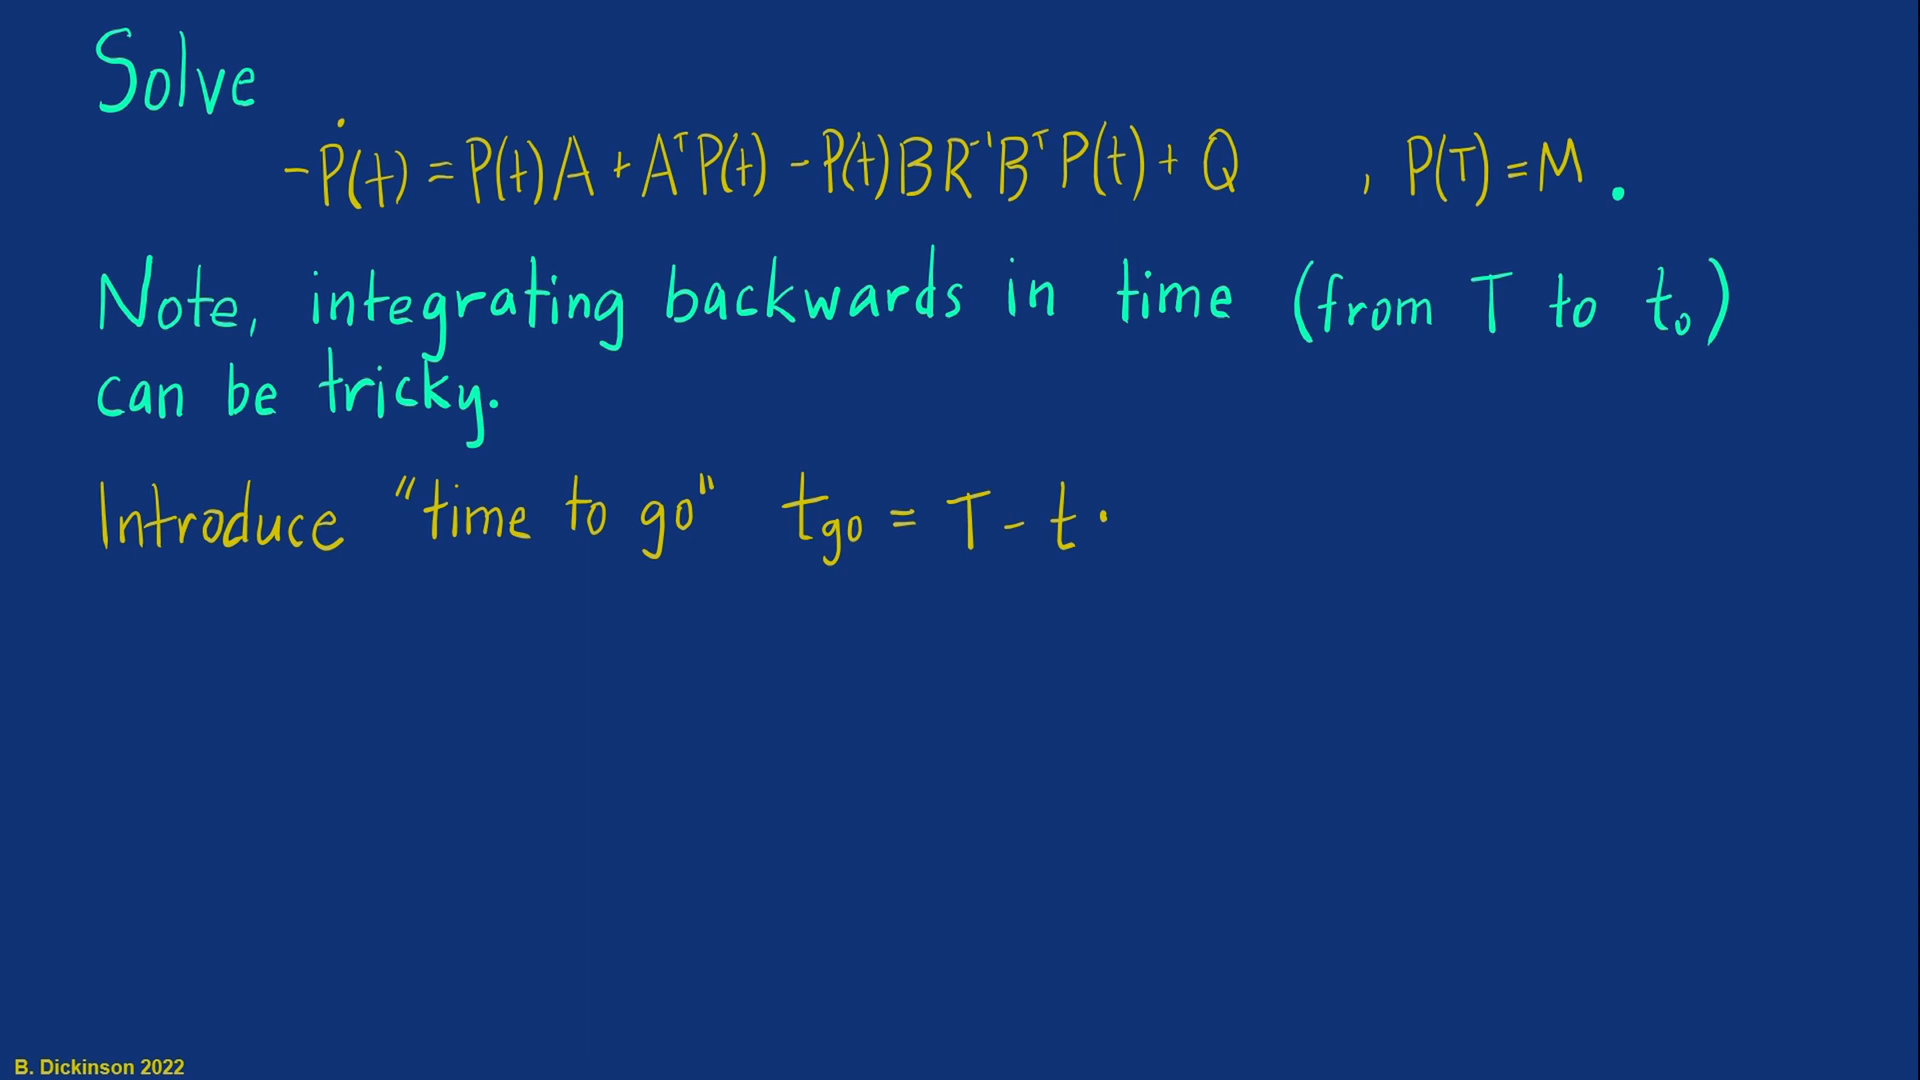 Solve
-Ṗ(t) = P(t)A + AᵀP(t) - P(t)BR⁻¹BᵀP(t) + Q , P(T) = M .
Note, integrating backwards in time (from T to t₀)
can be tricky.
Introduce "time to go" t_go = T - t .
B. Dickinson 2022